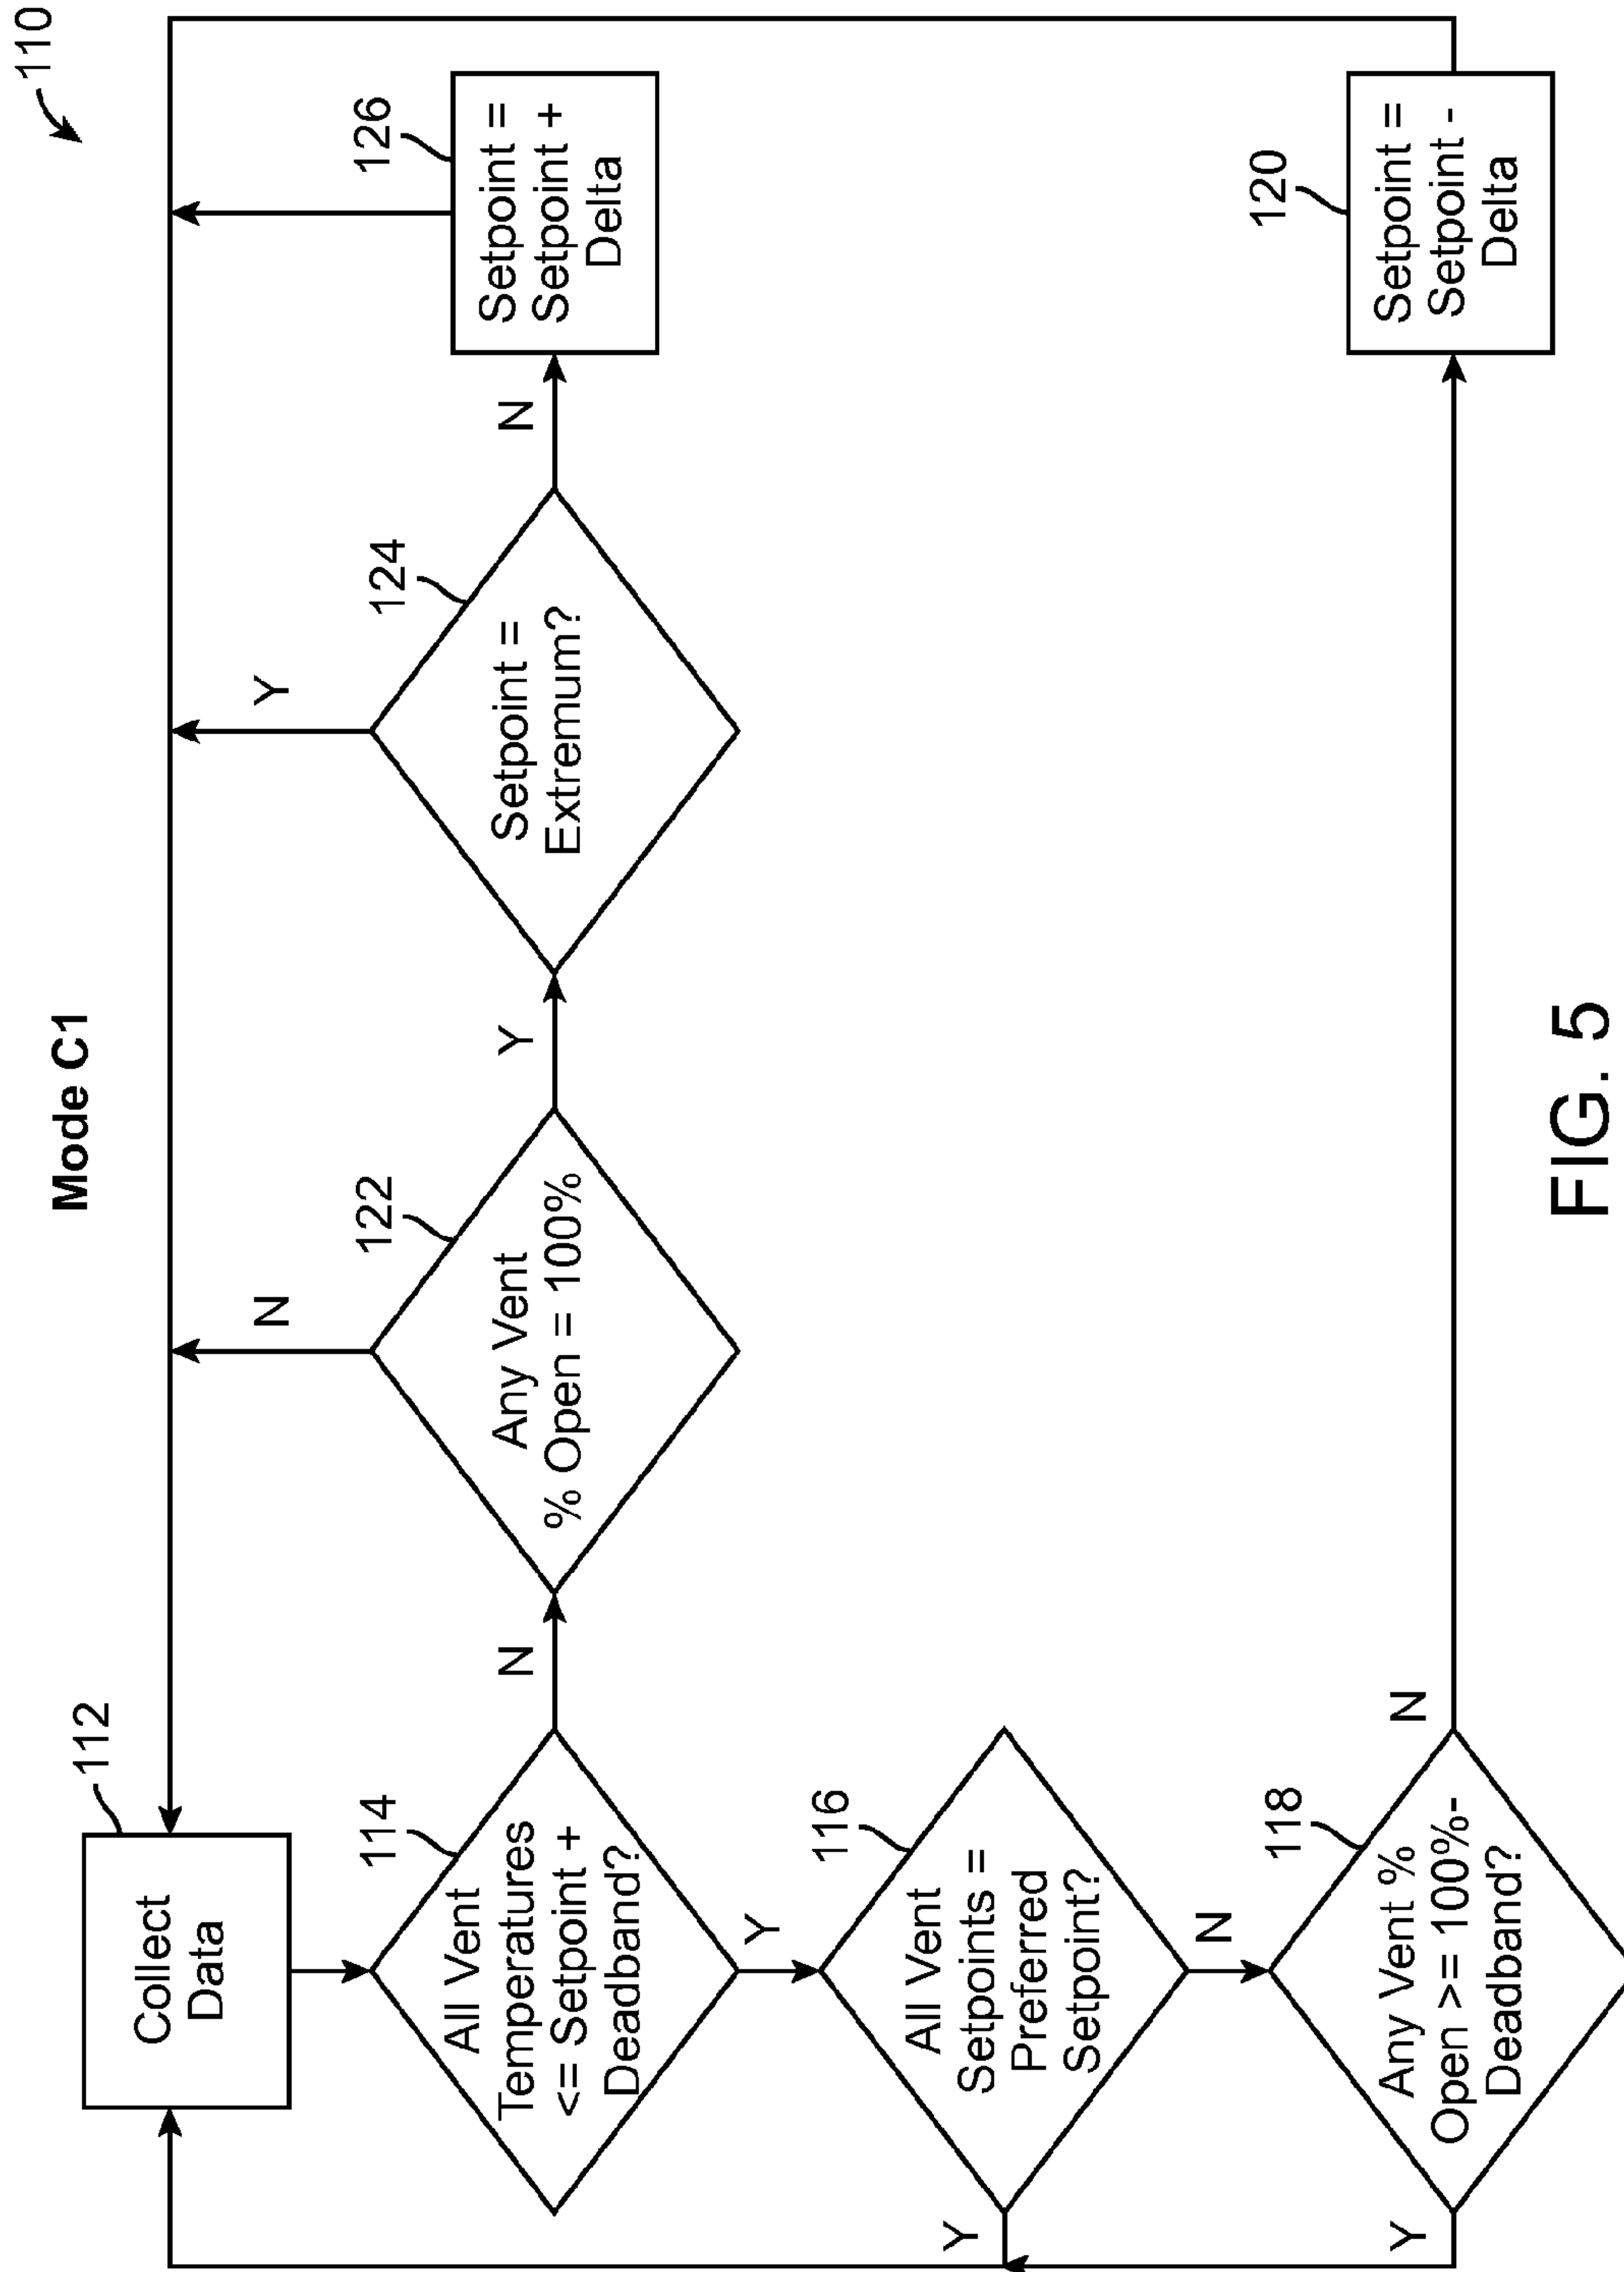 Mode C1
110
112
Collect
Data
114
All Vent
Temperatures
<= Setpoint +
Deadband?
N
122
Any Vent
% Open = 100%
N
Y
124
Setpoint =
Extremum?
Y
N
126
Setpoint =
Setpoint +
Delta
Y
116
All Vent
Setpoints =
Preferred
Setpoint?
Y
N
118
Any Vent %
Open >= 100%-
Deadband?
Y
N
120
Setpoint =
Setpoint -
Delta
FIG. 5